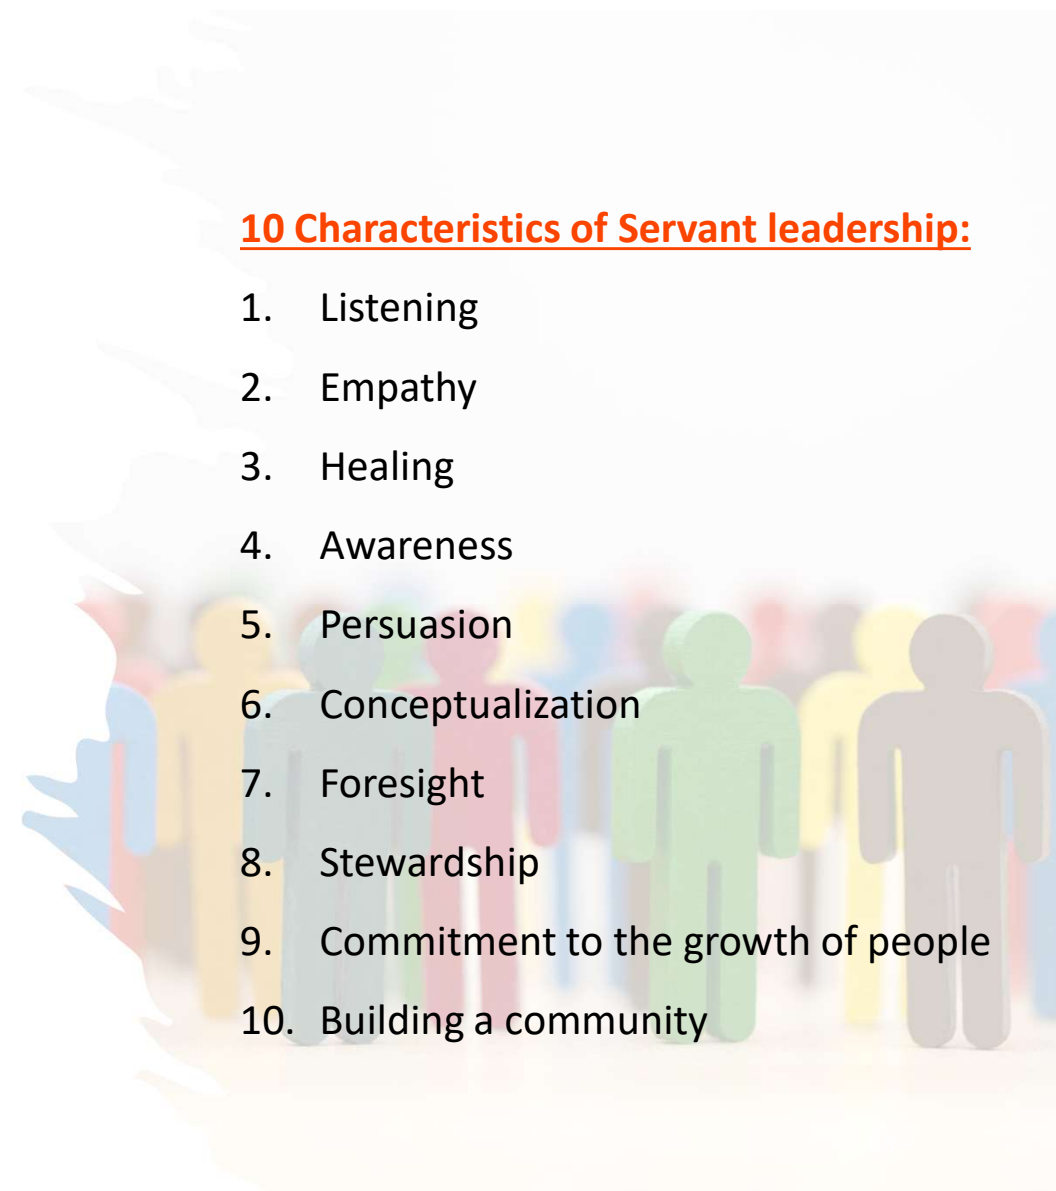 10 Characteristics of Servant leadership:
1. Listening
2. Empathy
3. Healing
4. Awareness
5. Persuasion
6. Conceptualization
7. Foresight
8. Stewardship
9. Commitment to the growth of people
10. Building a community